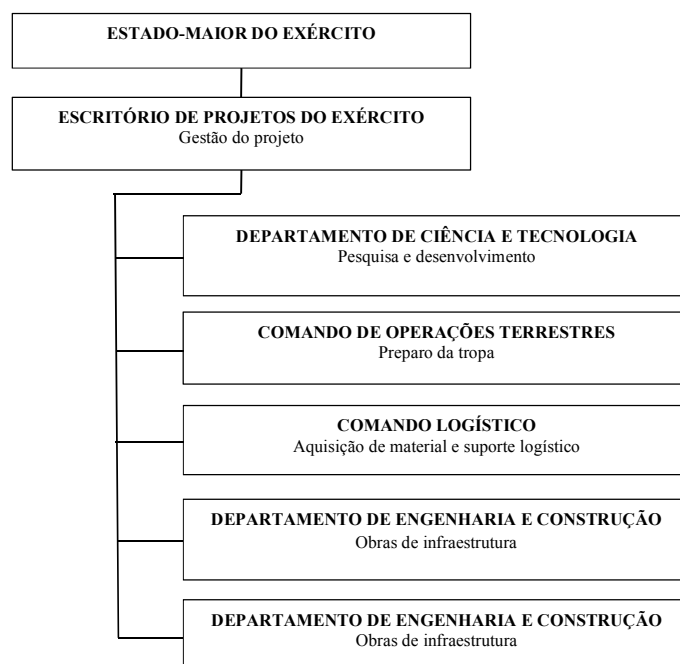 ESTADO-MAIOR DO EXÉRCITO
ESCRITÓRIO DE PROJETOS DO EXÉRCITO
Gestão do projeto
DEPARTAMENTO DE CIÊNCIA E TECNOLOGIA
Pesquisa e desenvolvimento
COMANDO DE OPERAÇÕES TERRESTRES
Preparo da tropa
COMANDO LOGÍSTICO
Aquisição de material e suporte logístico
DEPARTAMENTO DE ENGENHARIA E CONSTRUÇÃO
Obras de infraestrutura
DEPARTAMENTO DE ENGENHARIA E CONSTRUÇÃO
Obras de infraestrutura